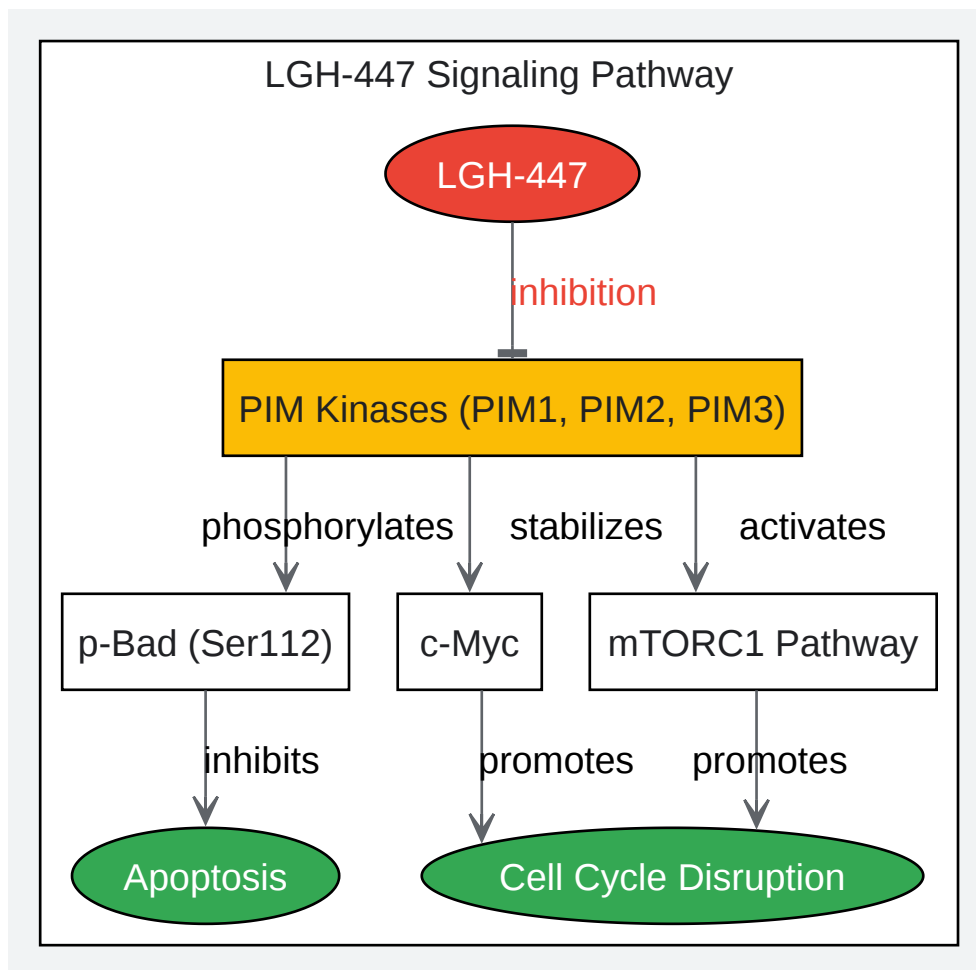 LGH-447 Signaling Pathway
LGH-447
inhibition
PIM Kinases (PIM1, PIM2, PIM3)
phosphorylates
stabilizes
activates
p-Bad (Ser112)
c-Myc
mTORC1 Pathway
inhibits
promotes
promotes
Apoptosis
Cell Cycle Disruption